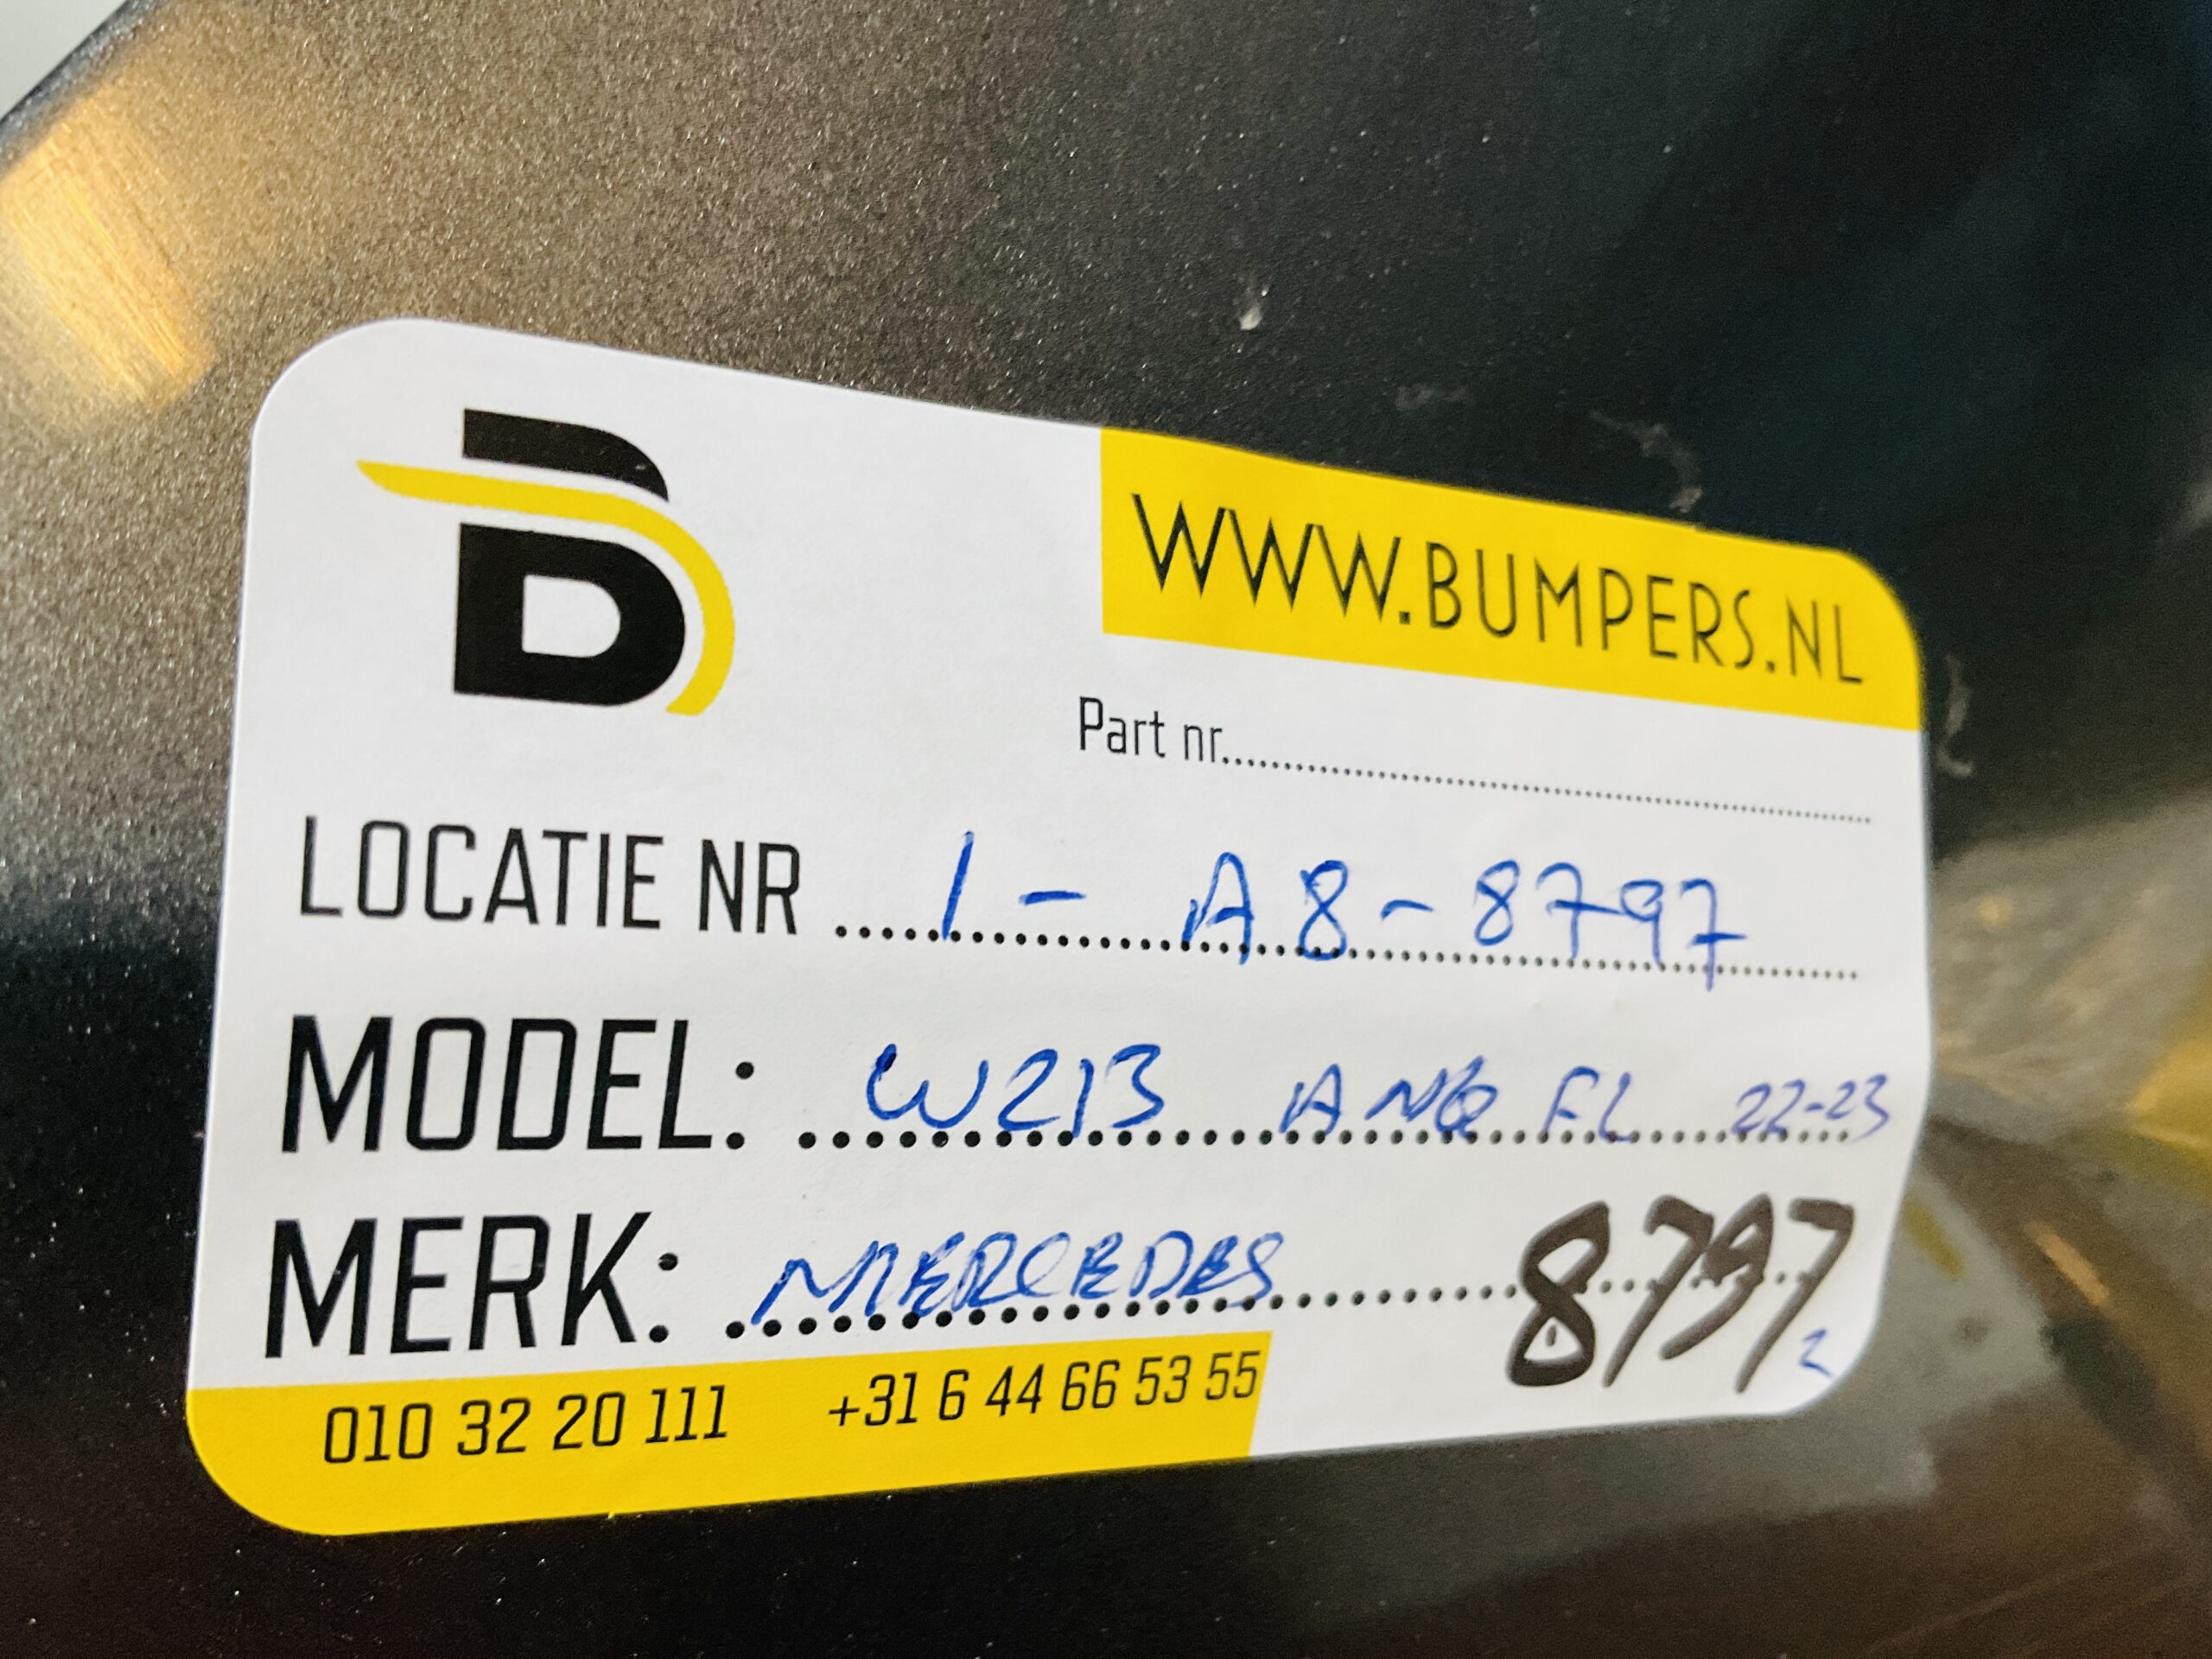 B
WWW.BUMPERS.NL
Part nr
LOCATIE NR 1 - A8 - 8797
MODEL: W213 FL 22-23
MERK: MERCEDES
8797
2
010 32 20 111 +31 6 44 66 53 55